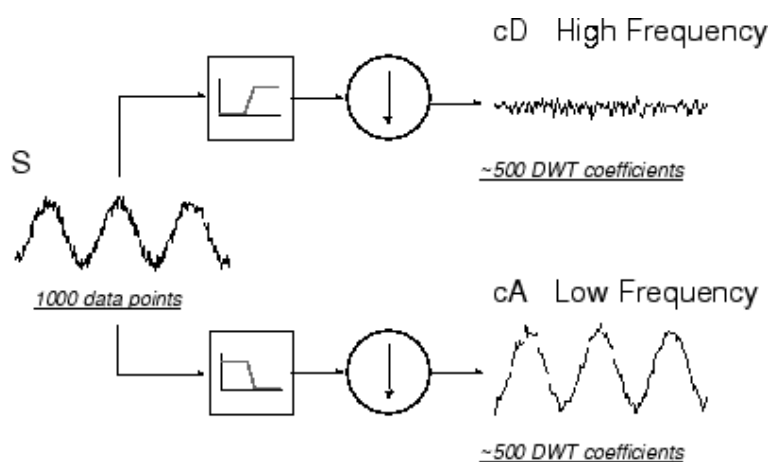 cD High Frequency
~500 DWT coefficients
S
1000 data points
cA Low Frequency
~500 DWT coefficients